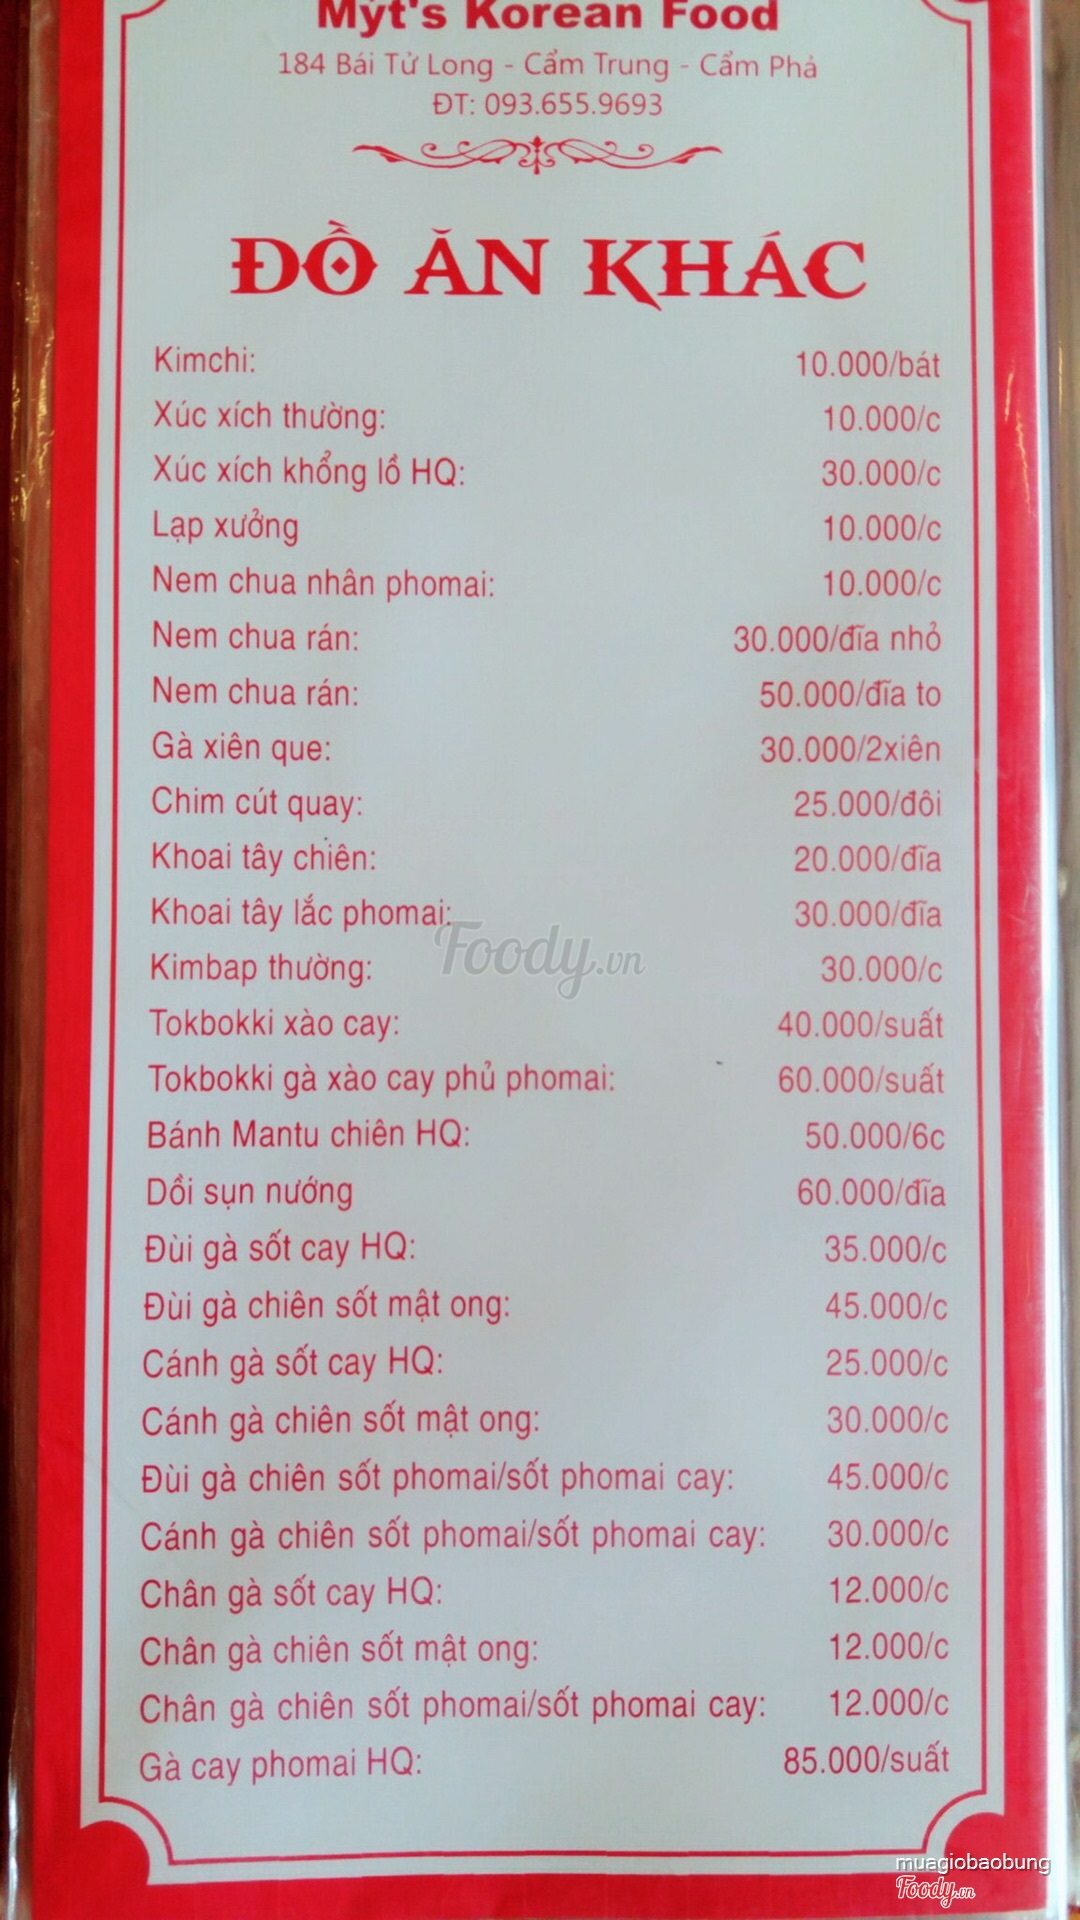 Mýt's Korean Food
184 Bái Tử Long - Cẩm Trung - Cẩm Phả
ĐT: 093.655.9693
ĐỒ ĂN KHÁC
Kimchi: 10.000/bát
Xúc xích thường: 10.000/c
Xúc xích khổng lồ HQ: 30.000/c
Lạp xưởng 10.000/c
Nem chua nhân phomai: 10.000/c
Nem chua rán: 30.000/đĩa nhỏ
Nem chua rán: 50.000/đĩa to
Gà xiên que: 30.000/2xiên
Chim cút quay: 25.000/đôi
Khoai tây chiên: 20.000/đĩa
Khoai tây lắc phomai: 30.000/đĩa
Foody.vn
Kimbap thường: 30.000/c
Tokbokki xào cay: 40.000/suất
Tokbokki gà xào cay phủ phomai: 60.000/suất
Bánh Mantu chiên HQ: 50.000/6c
Dồi sụn nướng 60.000/đĩa
Đùi gà sốt cay HQ: 35.000/c
Đùi gà chiên sốt mật ong: 45.000/c
Cánh gà sốt cay HQ: 25.000/c
Cánh gà chiên sốt mật ong: 30.000/c
Đùi gà chiên sốt phomai/sốt phomai cay: 45.000/c
Cánh gà chiên sốt phomai/sốt phomai cay: 30.000/c
Chân gà sốt cay HQ: 12.000/c
Chân gà chiên sốt mật ong: 12.000/c
Chân gà chiên sốt phomai/sốt phomai cay: 12.000/c
Gà cay phomai HQ: 85.000/suất
muagiobaobung
Foody.vn